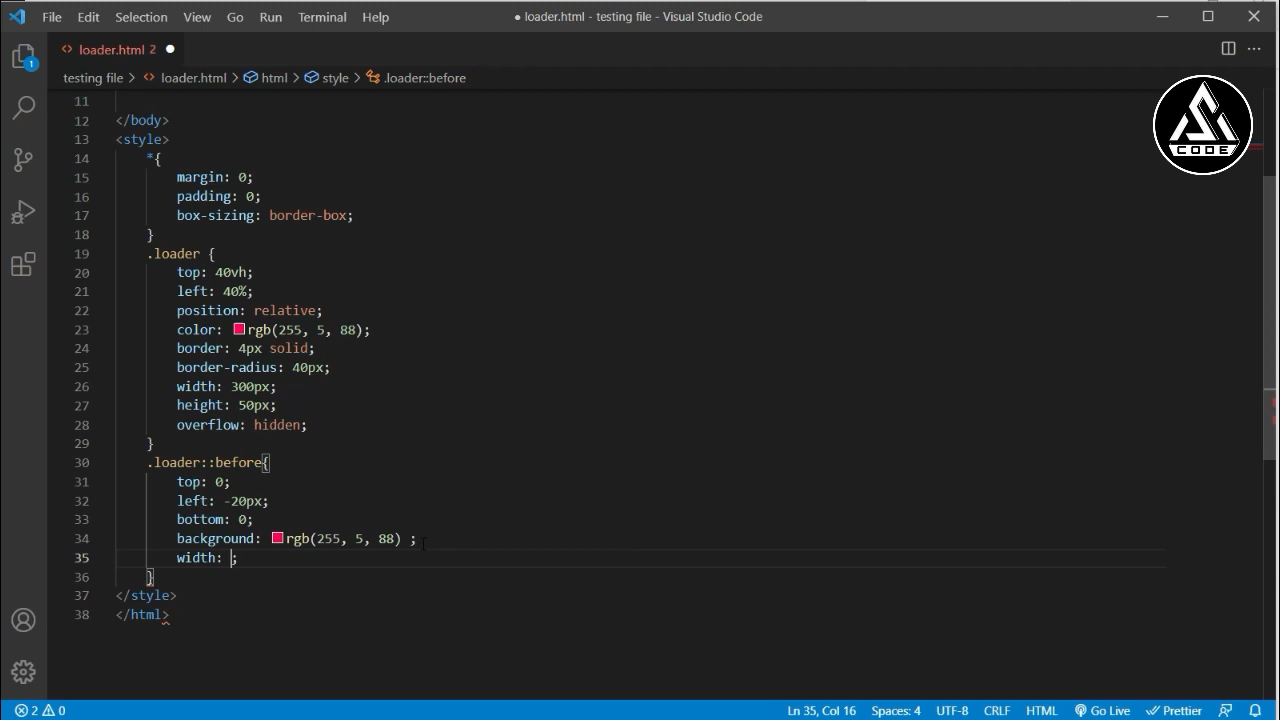 File Edit Selection View Go Run Terminal Help
● loader.html - testing file - Visual Studio Code
loader.html 2
testing file > loader.html > html > style > .loader::before
CODE
11
12 </body>
13 <style>
14 *{
15 margin: 0;
16 padding: 0;
17 box-sizing: border-box;
18 }
19 .loader {
20 top: 40vh;
21 left: 40%;
22 position: relative;
23 color: rgb(255, 5, 88);
24 border: 4px solid;
25 border-radius: 40px;
26 width: 300px;
27 height: 50px;
28 overflow: hidden;
29 }
30 .loader::before{
31 top: 0;
32 left: -20px;
33 bottom: 0;
34 background: rgb(255, 5, 88) ;
35 width: ;
36 }
37 </style>
38 </html>
1
2 0
Ln 35, Col 16 Spaces: 4 UTF-8 CRLF HTML Go Live Prettier